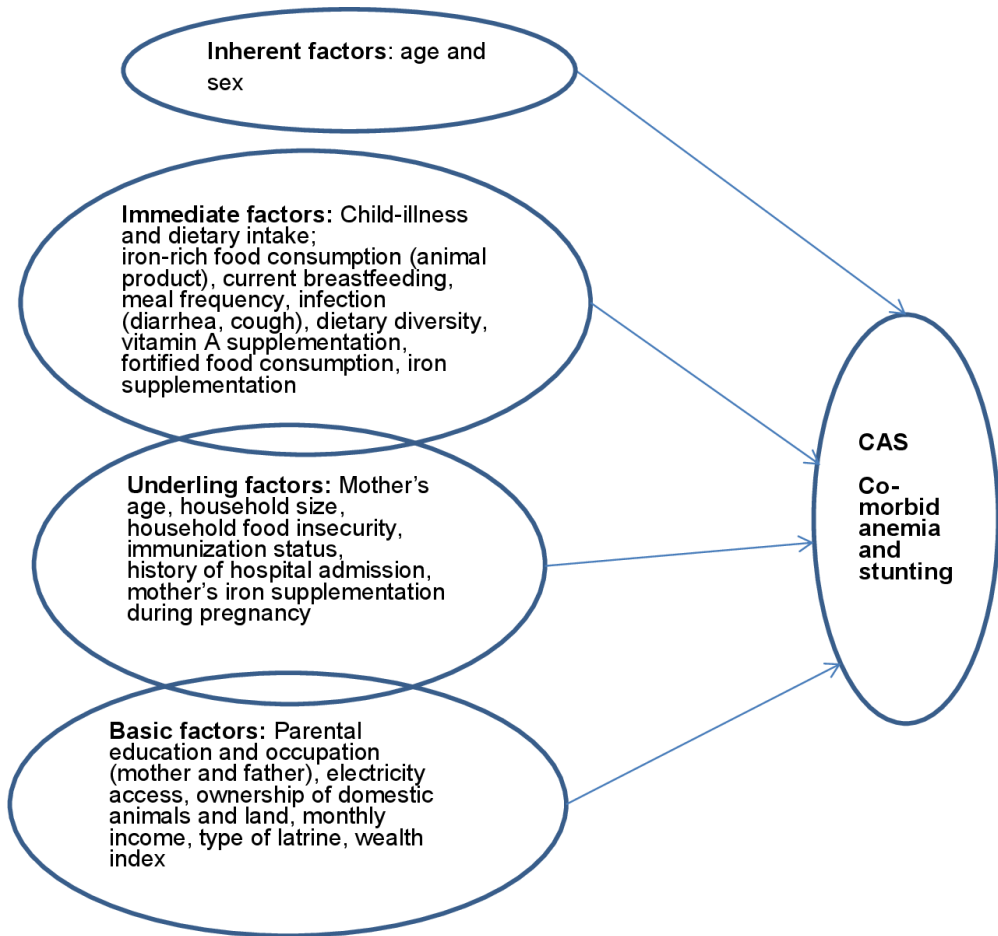 Inherent factors: age and
sex
Immediate factors: Child-illness
and dietary intake;
iron-rich food consumption (animal
product), current breastfeeding,
meal frequency, infection
(diarrhea, cough), dietary diversity,
vitamin A supplementation,
fortified food consumption, iron
supplementation
Underling factors: Mother’s
age, household size,
household food insecurity,
immunization status,
history of hospital admission,
mother’s iron supplementation
during pregnancy
Basic factors: Parental
education and occupation
(mother and father), electricity
access, ownership of domestic
animals and land, monthly
income, type of latrine, wealth
index
CAS
Co-
morbid
anemia
and
stunting